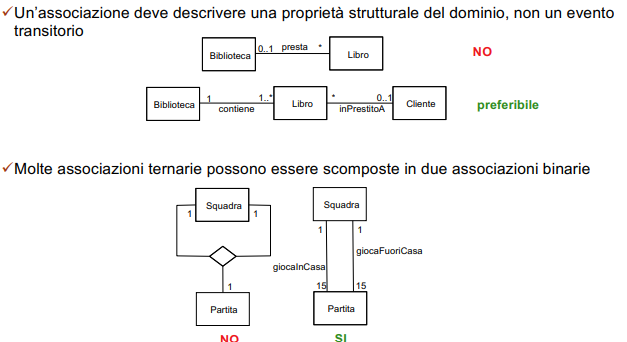 ✓Un’associazione deve descrivere una proprietà strutturale del dominio, non un evento
transitorio
Biblioteca 0..1 presta * Libro NO
Biblioteca 1 contiene 1..* Libro * inPrestitoA 0..1 Cliente preferibile
✓Molte associazioni ternarie possono essere scomposte in due associazioni binarie
Squadra Squadra
1 1
1 1
giocaFuoriCasa
giocaInCasa
1 15 15
Partita Partita
NO SI